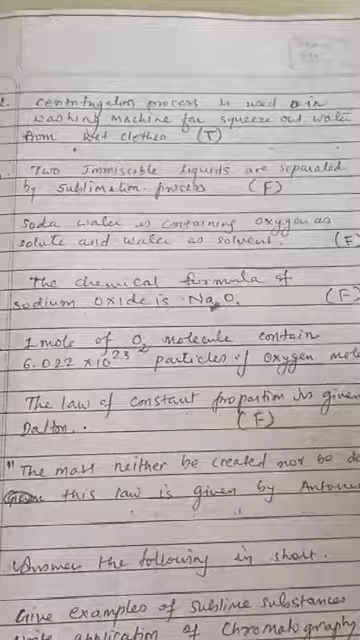 Centrifugation process is used in
washing machine for squeeze out water
from wet clothes (T)
Two Immiscible liquids are separated
by sublimation process (F)
Soda water is containing oxygen as
solute and water as solvent. (F)
The chemical formula of
sodium oxide is Na2O. (F)
1 mole of O2 molecule contain
6.022 × 10^23 particles of oxygen mole
The law of constant proportion is given
Dalton. (F)
"The mass neither be created nor be de
this law is given by Antoine
Answer the following in short.
Give examples of sublime substances
write application of chromatography